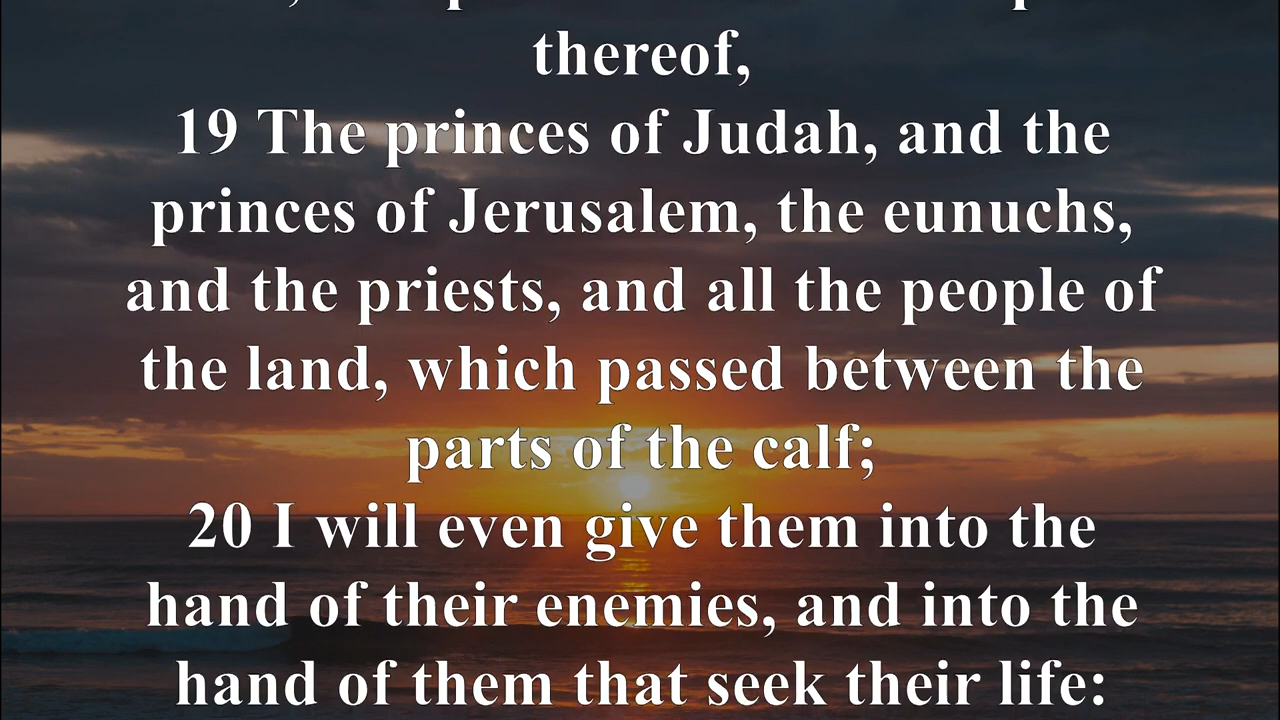 thereof,
19 The princes of Judah, and the
princes of Jerusalem, the eunuchs,
and the priests, and all the people of
the land, which passed between the
parts of the calf;
20 I will even give them into the
hand of their enemies, and into the
hand of them that seek their life: